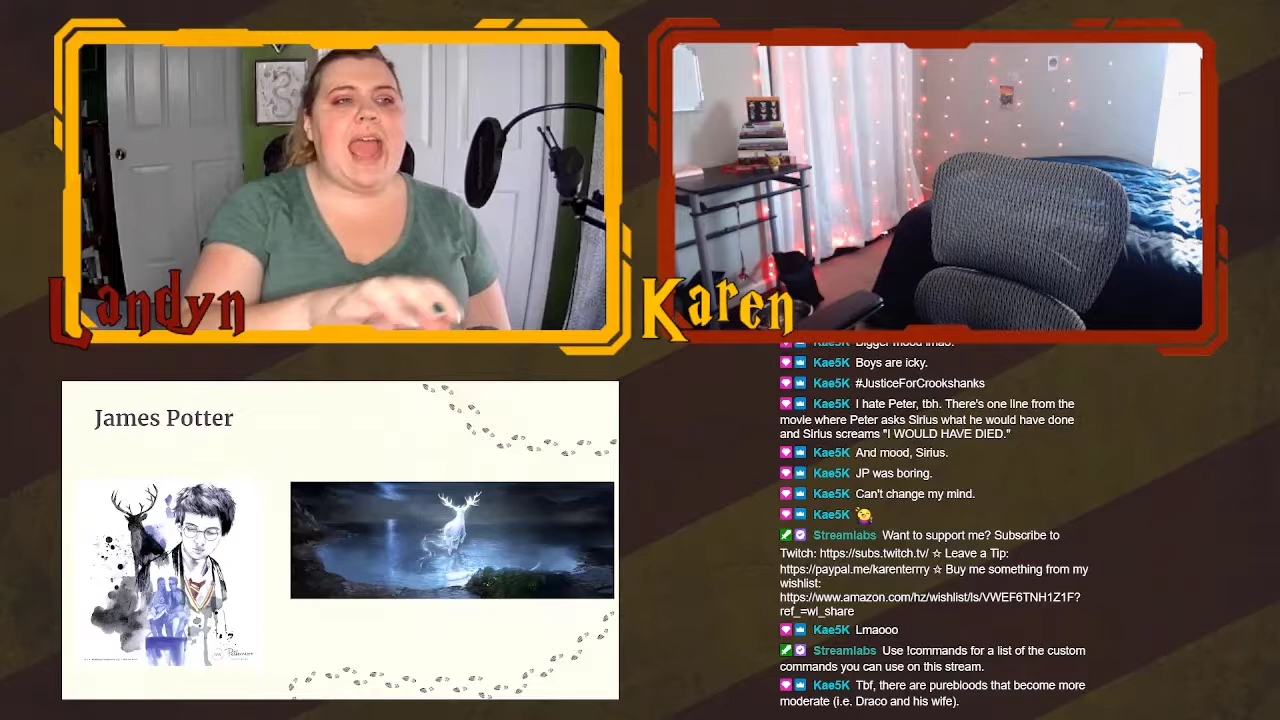 Landyn
Karen
Kae5K Bigger mood lmao.
Kae5K Boys are icky.
Kae5K #JusticeForCrookshanks
Kae5K I hate Peter, tbh. There's one line from the
movie where Peter asks Sirius what he would have done
and Sirius screams "I WOULD HAVE DIED."
Kae5K And mood, Sirius.
Kae5K JP was boring.
Kae5K Can't change my mind.
Kae5K
Streamlabs Want to support me? Subscribe to
Twitch: https://subs.twitch.tv/ ☆ Leave a Tip:
https://paypal.me/karenterrry ☆ Buy me something from my
wishlist:
https://www.amazon.com/hz/wishlist/ls/VWEF6TNH1Z1F?
ref_=wl_share
Kae5K Lmaooo
Streamlabs Use !commands for a list of the custom
commands you can use on this stream.
Kae5K Tbf, there are purebloods that become more
moderate (i.e. Draco and his wife).
James Potter